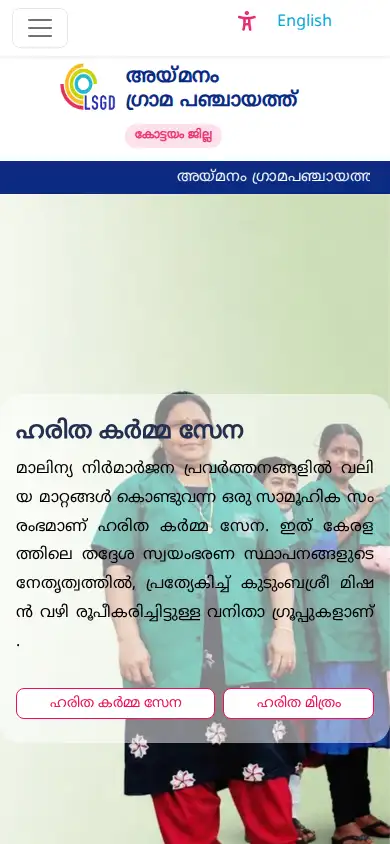 English
LSGD
അയ്മനം
ഗ്രാമ പഞ്ചായത്ത്
കോട്ടയം ജില്ല
അയ്മനം ഗ്രാമപഞ്ചായത്ത
ഹരിത കർമ്മ സേന
മാലിന്യ നിർമാർജന പ്രവർത്തനങ്ങളിൽ വലി
യ മാറ്റങ്ങൾ കൊണ്ടുവന്ന ഒരു സാമൂഹിക സം
രംഭമാണ് ഹരിത കർമ്മ സേന. ഇത് കേരള
ത്തിലെ തദ്ദേശ സ്വയംഭരണ സ്ഥാപനങ്ങളുടെ
നേതൃത്വത്തിൽ, പ്രത്യേകിച്ച് കുടുംബശ്രീ മിഷ
ൻ വഴി രൂപീകരിച്ചിട്ടുള്ള വനിതാ ഗ്രൂപ്പുകളാണ്
.
ഹരിത കർമ്മ സേന
ഹരിത മിത്രം